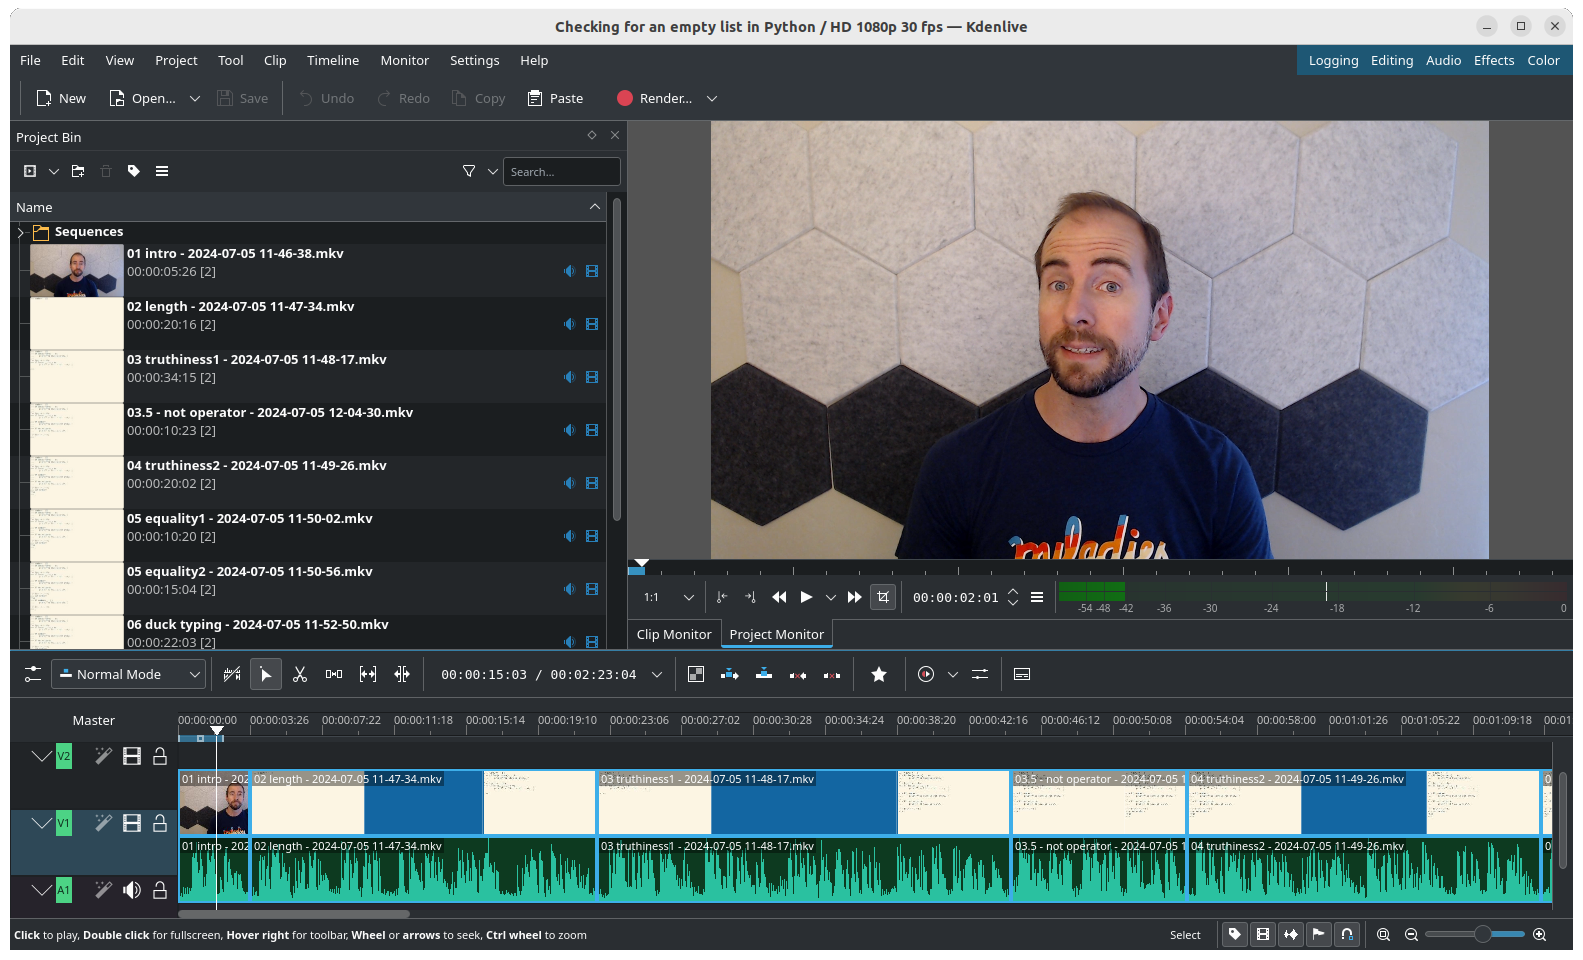 Checking for an empty list in Python / HD 1080p 30 fps — Kdenlive
File Edit View Project Tool Clip Timeline Monitor Settings Help
Logging Editing Audio Effects Color
New Open... Save Undo Redo Copy Paste Render...
Project Bin
Search...
Name
Sequences
01 intro - 2024-07-05 11-46-38.mkv
00:00:05:26 [2]
02 length - 2024-07-05 11-47-34.mkv
00:00:20:16 [2]
03 truthiness1 - 2024-07-05 11-48-17.mkv
00:00:34:15 [2]
03.5 - not operator - 2024-07-05 12-04-30.mkv
00:00:10:23 [2]
04 truthiness2 - 2024-07-05 11-49-26.mkv
00:00:20:02 [2]
05 equality1 - 2024-07-05 11-50-02.mkv
00:00:10:20 [2]
05 equality2 - 2024-07-05 11-50-56.mkv
00:00:15:04 [2]
06 duck typing - 2024-07-05 11-52-50.mkv
00:00:22:03 [2]
1:1
00:00:02:01
-54 -48 -42 -36 -30 -24 -18 -12 -6 0
Clip Monitor Project Monitor
Normal Mode
00:00:15:03 / 00:02:23:04
Master
00:00:00:00 00:00:03:26 00:00:07:22 00:00:11:18 00:00:15:14 00:00:19:10 00:00:23:06 00:00:27:02 00:00:30:28 00:00:34:24 00:00:38:20 00:00:42:16 00:00:46:12 00:00:50:08 00:00:54:04 00:00:58:00 00:01:01:26 00:01:05:22 00:01:09:18 00:01
V2
01 intro - 202 02 length - 2024-07-05 11-47-34.mkv 03 truthiness1 - 2024-07-05 11-48-17.mkv 03.5 - not operator - 2024-07-05 1 04 truthiness2 - 2024-07-05 11-49-26.mkv 0
V1
01 intro - 202 02 length - 2024-07-05 11-47-34.mkv 03 truthiness1 - 2024-07-05 11-48-17.mkv 03.5 - not operator - 2024-07-05 1 04 truthiness2 - 2024-07-05 11-49-26.mkv 0
A1
Click to play, Double click for fullscreen, Hover right for toolbar, Wheel or arrows to seek, Ctrl wheel to zoom
Select